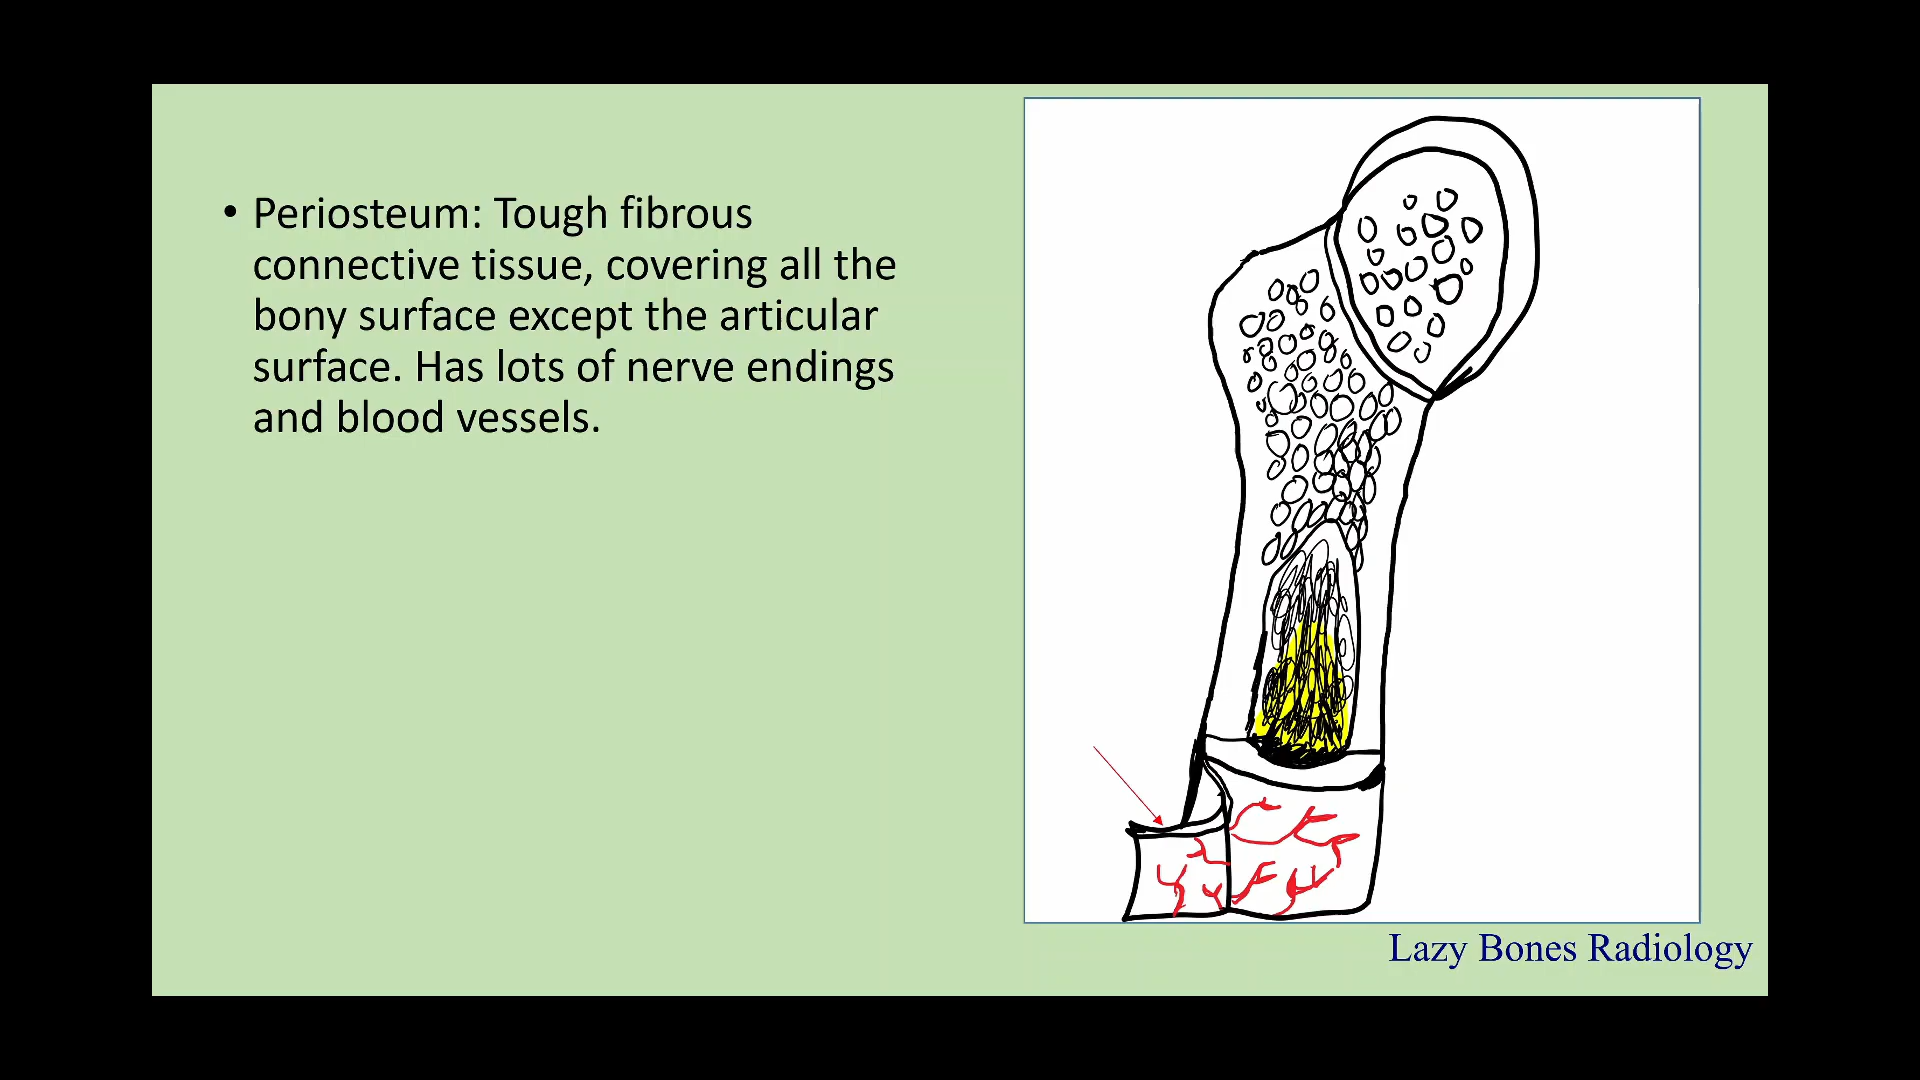 • Periosteum: Tough fibrous
connective tissue, covering all the
bony surface except the articular
surface. Has lots of nerve endings
and blood vessels.
Lazy Bones Radiology